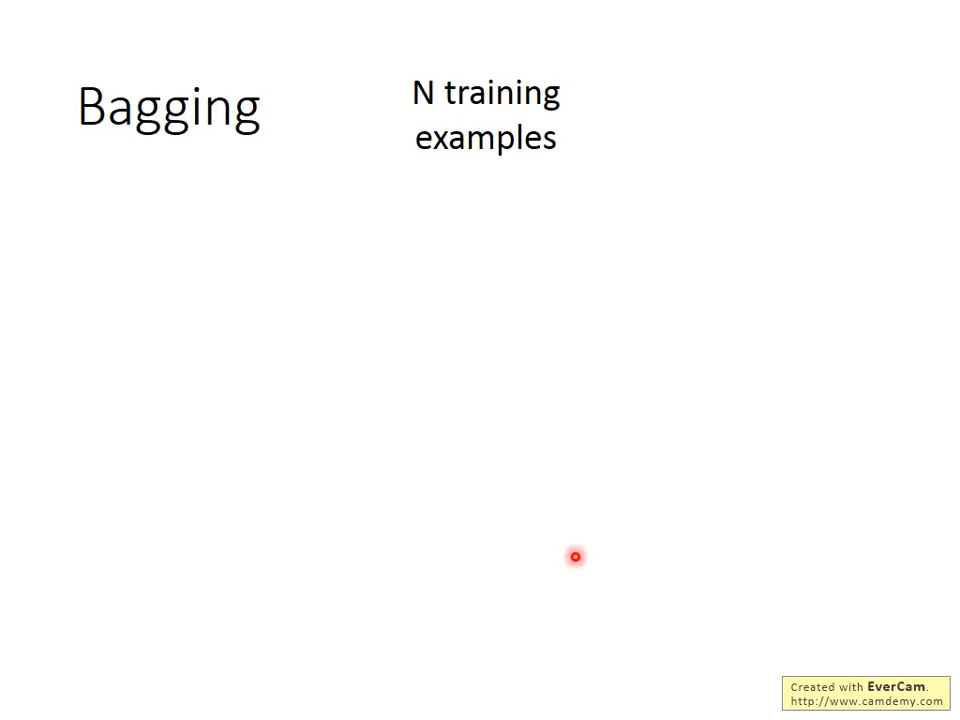 Bagging
N training
examples
Created with EverCam.
http://www.camdemy.com